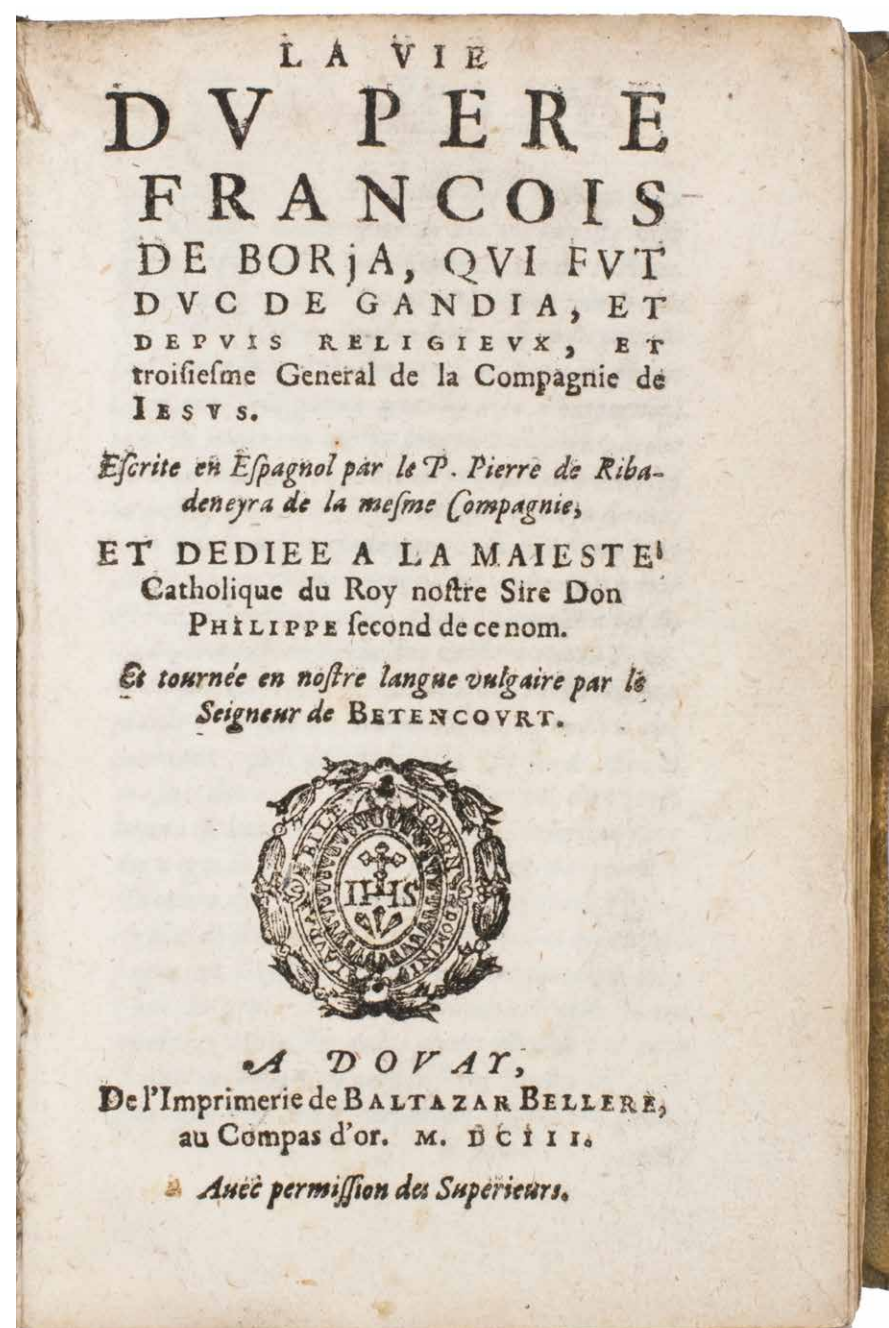 LA VIE
DV PERE
FRANCOIS
DE BORjA, QVI FVT
DVC DE GANDIA, ET
DEPVIS RELIGIEVX, ET
troiſieſme General de la Compagnie de
IESVS.
Eſcrite en Eſpagnol par le P. Pierre de Riba-
deneyra de la meſme Compagnie,
ET DEDIEE A LA MAIESTE
Catholique du Roy noſtre Sire Don
PHILIPPE ſecond de ce nom.
Et tournée en noſtre langue vulgaire par le
Seigneur de BETENCOVRT.
LAVDABILE NOMEN DOMINI
IHS
A DOVAY,
De l'Imprimerie de BALTAZAR BELLERE,
au Compas d'or. M. DCIII.
Auec permiſſion des Superieurs.